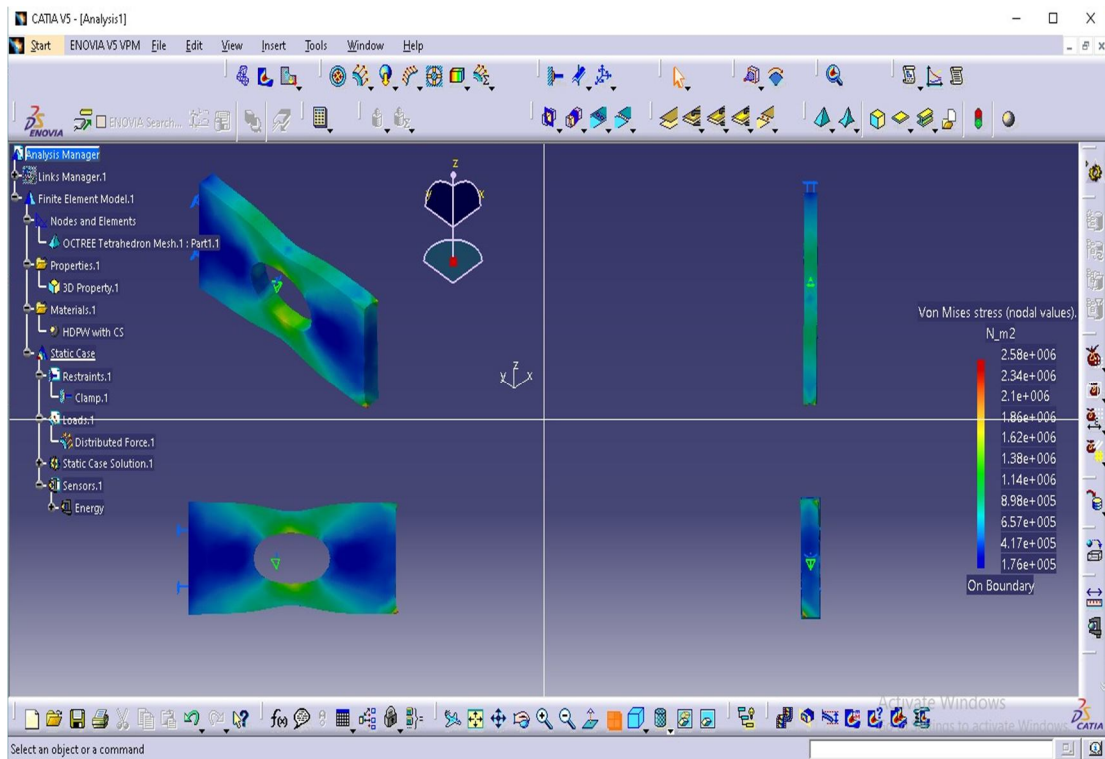 CATIA V5 - [Analysis1]
Start ENOVIA V5 VPM File Edit View Insert Tools Window Help
ENOVIA
ENOVIA Search...
Analysis Manager
Links Manager.1
Finite Element Model.1
Nodes and Elements
OCTREE Tetrahedron Mesh.1 : Part1.1
Properties.1
3D Property.1
Materials.1
HDPW with CS
Static Case
Restraints.1
Clamp.1
Loads.1
Distributed Force.1
Static Case Solution.1
Sensors.1
Energy
z
y x
z
y x
Von Mises stress (nodal values).
N_m2
2.58e+006
2.34e+006
2.1e+006
1.86e+006
1.62e+006
1.38e+006
1.14e+006
8.98e+005
6.57e+005
4.17e+005
1.76e+005
On Boundary
f(x)
Activate Windows
ngs to activate Windows
CATIA
Select an object or a command